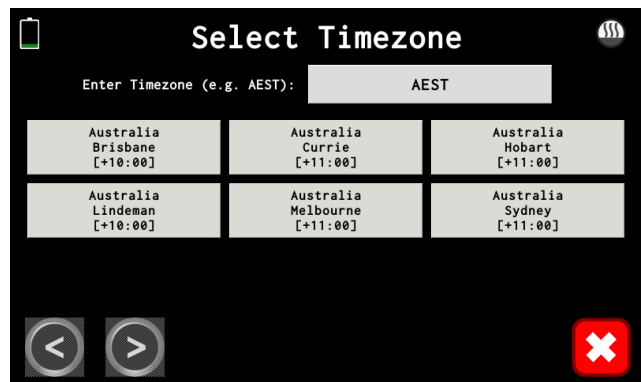 Select Timezone
Enter Timezone (e.g. AEST):
AEST
Australia
Brisbane
[+10:00]
Australia
Currie
[+11:00]
Australia
Hobart
[+11:00]
Australia
Lindeman
[+10:00]
Australia
Melbourne
[+11:00]
Australia
Sydney
[+11:00]
<
>